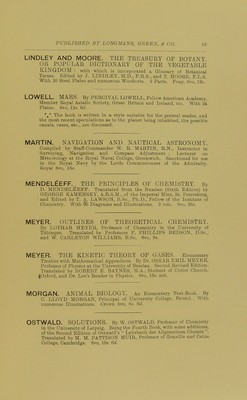 PUBLISHED BY LONGMANS, GREEN, & CO.
LINDLEY AND MOORE. THE TREASURY OF BOTANY,
OR POPULAR DICTIONARY OF THE VEGETABLE
KINGDOM: with which is incorporated a Glossary of Botanical
Terms. Edited by J. LINDLEY, M.D., F.R.S., and T. MOORE, F.L.S.
With 20 Steel Plates and numerous Woodcuts. 2 Parts. Fcap. 8vo, 12s.
LOWELL. MARS. By PERCIVAL LOWELL, Fellow American Academy,
Member Royal Asiatic Society, Great Britain and Ireland, etc. With 24
Plates. 8vo, 12s. 6d.
*** The book is written in a style suitable for the general reader, and
the most recent speculations as to the planet being inhabited, the possible
canals, oases, etc., are discussed.
MARTIN. NAVIGATION AND NAUTICAL ASTRONOMY.
Compiled by Staff-Commander W. R. MARTIN, R.N., Instructor in
Surveying, Navigation and Compass Adjustment; Lecturer on
Meteorology at the Royal Naval College, Greenwich. Sanctioned for use
in the Royal Navy by the Lords Commissioners of the Admiralty.
Royal 8vo, 18s.
MENDELÉEFF. THE PRINCIPLES OF CHEMISTRY. By
D. MENDELÉEFF. Translated from the Russian (Sixth Edition) by
GEORGE KAMENSKY, A.R.S.M., of the Imperial Mint, St. Petersburg,
and Edited by T. A. LAWSON, B.Sc., Ph.D., Fellow of the Institute of
Chemistry. With 96 Diagrams and Illustrations. 2 vols. 8vo, 36s.
MEYER. OUTLINES OF THEORETICAL CHEMISTRY.
By LOTHAR MEYER, Professor of Chemistry in the University of
Tübingen. Translated by Professors P. PHILLIPS BEDSON, D.Sc.,
and W. CARLETON WILLIAMS, B.Sc. 8vo, 9s.
MEYER. THE KINETIC THEORY OF GASES. Elementary
Treatise with Mathematical Appendices. By Dr. OSKAR EMIL MEYER,
Professor of Physics at the University of Breslau. Second Revised Edition.
Translated by ROBERT E. BAYNES, M.A., Student of Christ Church,
Oxford, and Dr. Lee's Reader in Physics. 8vo, 15s. net.
MORGAN. ANIMAL BIOLOGY. An Elementary Text-Book. By
C. LLOYD MORGAN, Principal of University College, Bristol. With
numerous Illustrations. Crown 8vo, 8s. 6d.
OSTWALD. SOLUTIONS. By W. OSTWALD, Professor of Chemistry
in the University of Leipzig. Being the Fourth Book, with some additions,
of the Second Edition of Ostwald's "Lehrbuch der Allgemeinen Chemie".
Translated by M. M. PATTISON MUIR, Professor of Gonville and Caius
College, Cambridge. 8vo, 10s. 6d.